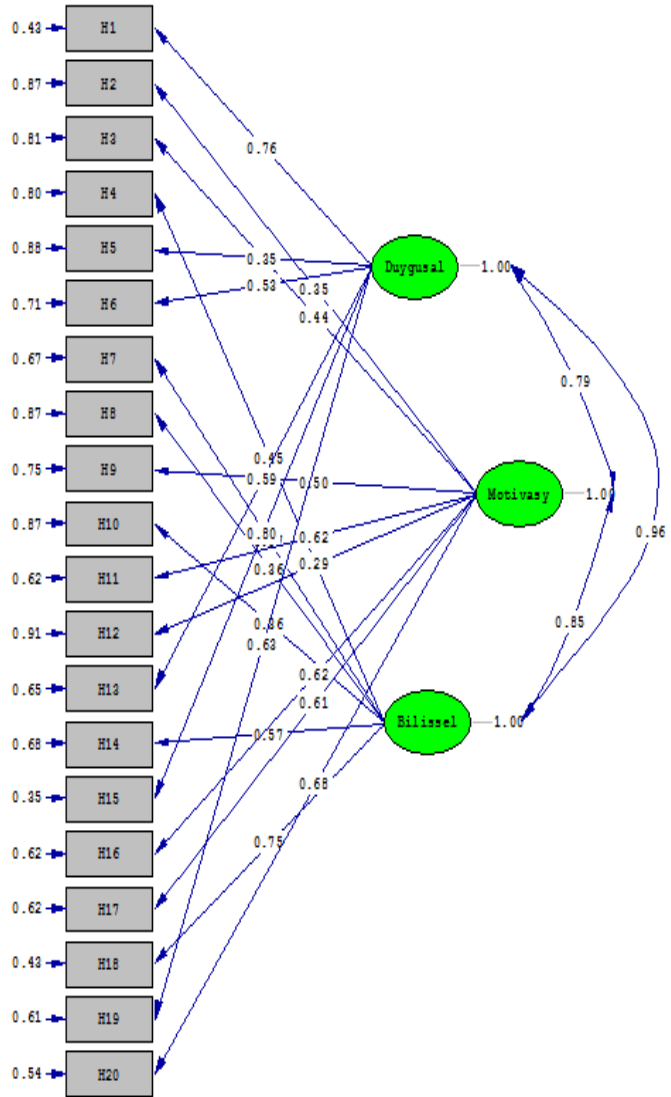 0.43 H1
0.87 H2
0.81 H3
0.80 H4
0.88 H5
0.71 H6
0.67 H7
0.87 H8
0.75 H9
0.87 H10
0.62 H11
0.91 H12
0.65 H13
0.68 H14
0.35 H15
0.62 H16
0.62 H17
0.43 H18
0.61 H19
0.54 H20
0.76
0.35
0.53
0.35
0.44
0.45
0.59
0.50
0.80
0.36
0.62
0.29
0.36
0.63
0.62
0.61
0.57
0.68
0.75
Duygusal 1.00
Motivasy 1.00
Bilissel 1.00
0.79
0.96
0.85